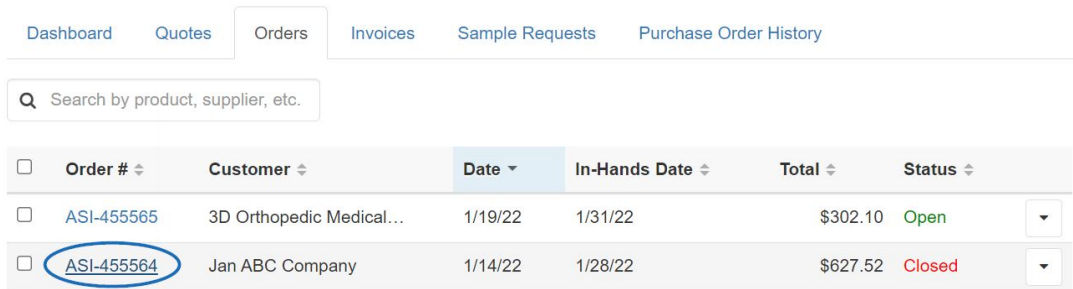 Dashboard Quotes Orders Invoices Sample Requests Purchase Order History
Search by product, supplier, etc.
Order # Customer Date In-Hands Date Total Status
ASI-455565 3D Orthopedic Medical... 1/19/22 1/31/22 $302.10 Open
ASI-455564 Jan ABC Company 1/14/22 1/28/22 $627.52 Closed